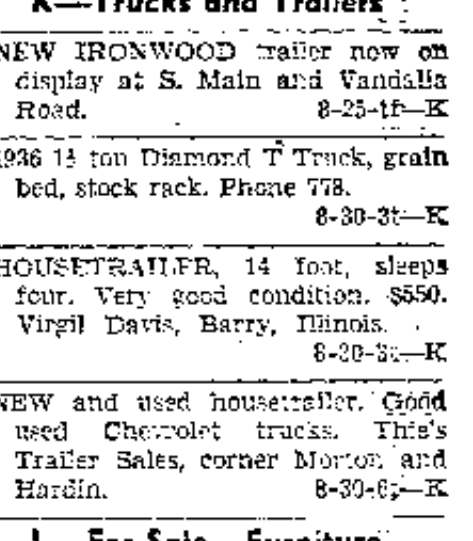 K—Trucks and Trailers
NEW IRONWOOD trailer now on
display at S. Main and Vandalia
Road. 8-25-tf—K
1936 1½ ton Diamond T Truck, grain
bed, stock rack. Phone 778.
8-30-3t—K
HOUSETRAILER, 14 foot, sleeps
four. Very good condition. $550.
Virgil Davis, Barry, Illinois.
8-30-3t—K
NEW and used housetrailer. Good
used Chevrolet trucks. Thie's
Trailer Sales, corner Morton and
Hardin. 8-30-6t—K
L—For Sale—Furniture